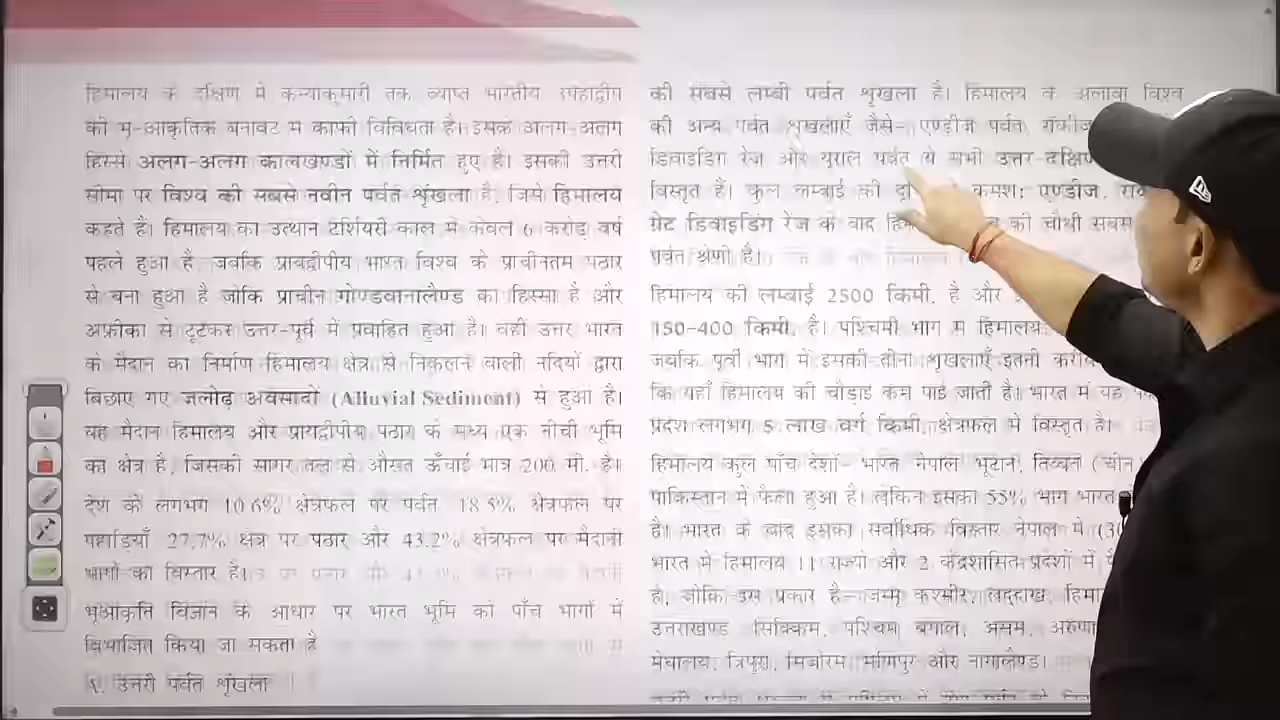 हिमालय के दक्षिण में कन्याकुमारी तक व्याप्त भारतीय उपमहाद्वीप
की भू-आकृतिक बनावट में काफी विविधता है। इसके अलग-अलग
हिस्से अलग-अलग कालखण्डों में निर्मित हुए है। इसकी उत्तरी
सीमा पर विश्व की सबसे नवीन पर्वत श्रृंखला है, जिसे हिमालय
कहते है। हिमालय का उत्थान टर्शियरी काल में केवल 6 करोड़ वर्ष
पहले हुआ है, जबकि प्रायद्वीपीय भारत विश्व के प्राचीनतम पठार
से बना हुआ है जोकि प्राचीन गोण्डवानालैण्ड का हिस्सा है और
अफ्रीका से टूटकर उत्तर-पूर्व में प्रवाहित हुआ है। वहीं उत्तर भारत
के मैदान का निर्माण हिमालय क्षेत्र से निकलने वाली नदियों द्वारा
बिछाए गए जलोढ़ अवसादों (Alluvial Sediment) से हुआ है।
यह मैदान हिमालय और प्रायद्वीपीय पठार के मध्य एक नीची भूमि
का क्षेत्र है, जिसकी सागर तल से औसत ऊँचाई मात्र 200 मी. है।
देश के लगभग 10.6% क्षेत्रफल पर पर्वत 18.5% क्षेत्रफल पर
पहाड़ियाँ 27.7% क्षेत्र पर पठार और 43.2% क्षेत्रफल पर मैदानी
भागों का विस्तार है।
भूआकृति विज्ञान के आधार पर भारत भूमि को पाँच भागों में
विभाजित किया जा सकता है
उत्तरी पर्वत श्रृंखला
की सबसे लम्बी पर्वत श्रृंखला है। हिमालय के अलावा विश्व
की अन्य पर्वत श्रृंखलाएँ जैसे- एण्डीज पर्वत, रॉकीज
डिवाइडिंग रेंज और यूराल पर्वत ये सभी उत्तर दक्षिण
विस्तृत है। कुल लम्बाई की क्रमशः एण्डीज,
ग्रेट डिवाइडिंग रेंज के बाद की चौथी सबसे
पर्वत श्रेणी है।
हिमालय की लम्बाई 2500 किमी. है और
150-400 किमी. है। पश्चिमी भाग में हिमालय
जबकि पूर्वी भाग में इसकी तीनों श्रृंखलाएँ इतनी करीब
कि यहाँ हिमालय की चौड़ाई कम पाई जाती है। भारत में यह
प्रदेश लगभग 5 लाख वर्ग किमी. क्षेत्रफल में विस्तृत है।
हिमालय कुल पाँच देशों- भारत नेपाल भूटान, तिब्बत (चीन)
पाकिस्तान में फैला हुआ है। लेकिन इसका 55% भाग भारत
है। भारत के बाद इसका सर्वाधिक विस्तार नेपाल में
भारत में हिमालय 11 राज्यों और 2 केंद्रशासित प्रदेशों में
है, जोकि इस प्रकार है- जम्मू कश्मीर, लद्दाख,
उत्तराखण्ड सिक्किम, पश्चिम बंगाल, असम,
मेघालय, त्रिपुरा, मिजोरम, मणिपुर और नागालैण्ड।